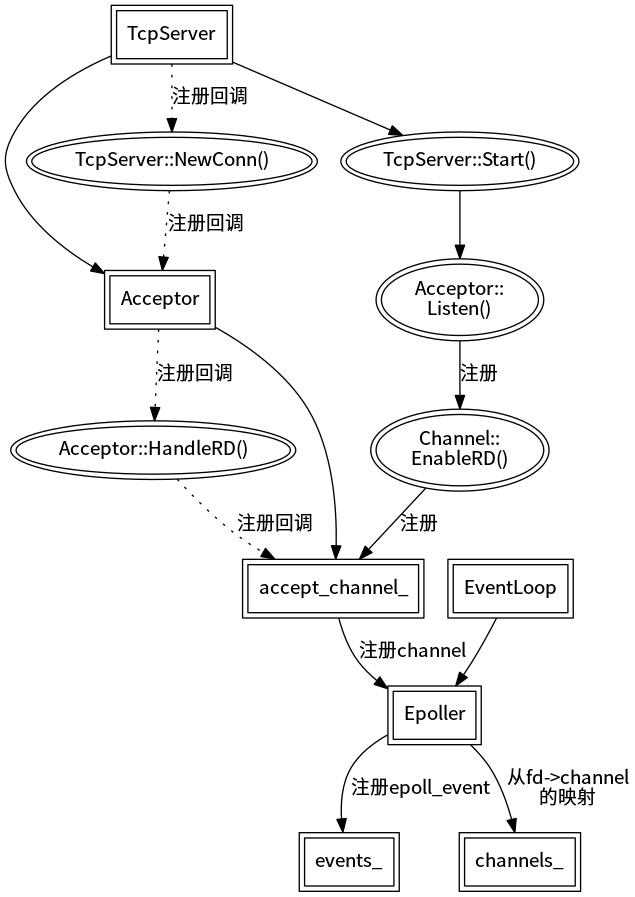 TcpServer
注册回调
TcpServer::NewConn()
TcpServer::Start()
注册回调
Acceptor
Acceptor::
Listen()
注册回调
注册
Acceptor::HandleRD()
Channel::
EnableRD()
注册回调
注册
accept_channel_
EventLoop
注册channel
Epoller
注册epoll_event
从fd->channel
的映射
events_
channels_